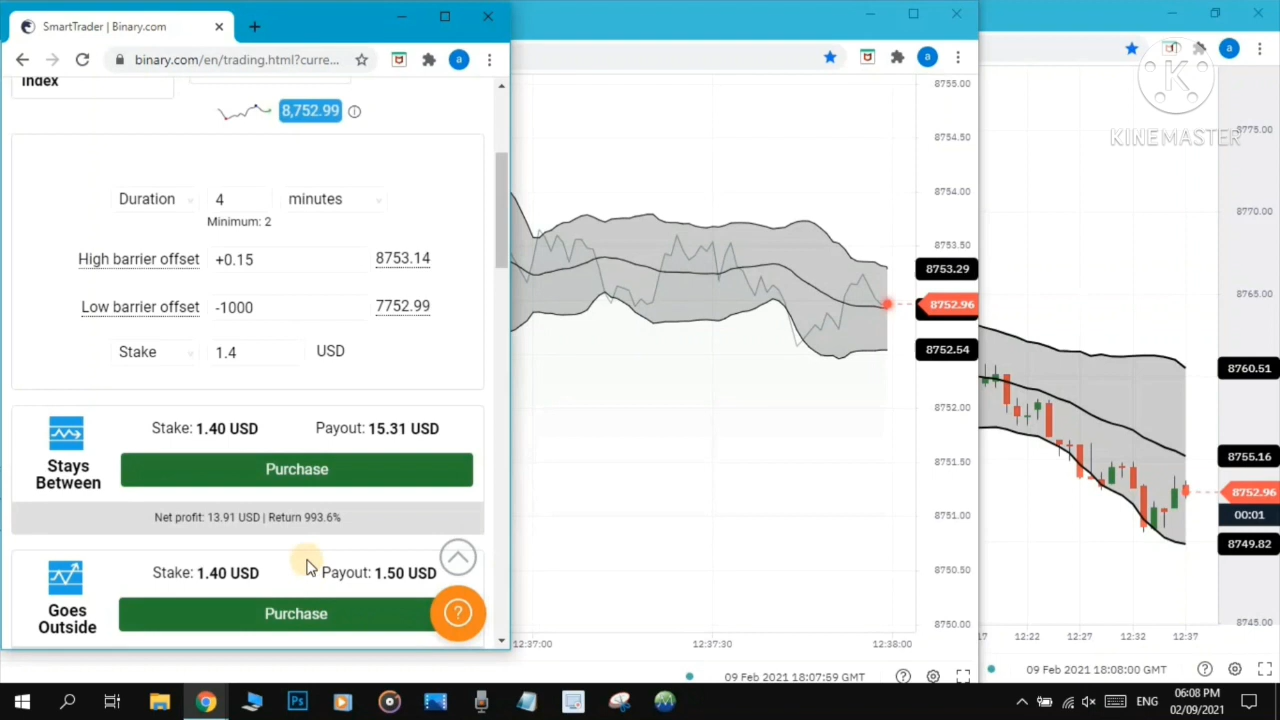 SmartTrader | Binary.com
binary.com/en/trading.html?curre...
a
Index
8,752.99
Duration 4 minutes
Minimum: 2
High barrier offset +0.15 8753.14
Low barrier offset -1000 7752.99
Stake 1.4 USD
Stake: 1.40 USD Payout: 15.31 USD
Stays
Between
Purchase
Net profit: 13.91 USD | Return 993.6%
Stake: 1.40 USD Payout: 1.50 USD
Goes
Outside
Purchase
?
a
8755.00
8754.50
8754.00
8753.50
8753.29
8752.96
8752.54
8752.00
8751.50
8751.00
8750.50
8750.00
12:37:00 12:37:30 12:38:00
09 Feb 2021 18:07:59 GMT
a
K
KINEMASTER
8775.00
8770.00
8765.00
8760.51
8755.16
8752.96
00:01
8749.82
8745.00
12:22 12:27 12:32 12:37
09 Feb 2021 18:08:00 GMT
Ps
ENG
06:08 PM
02/09/2021